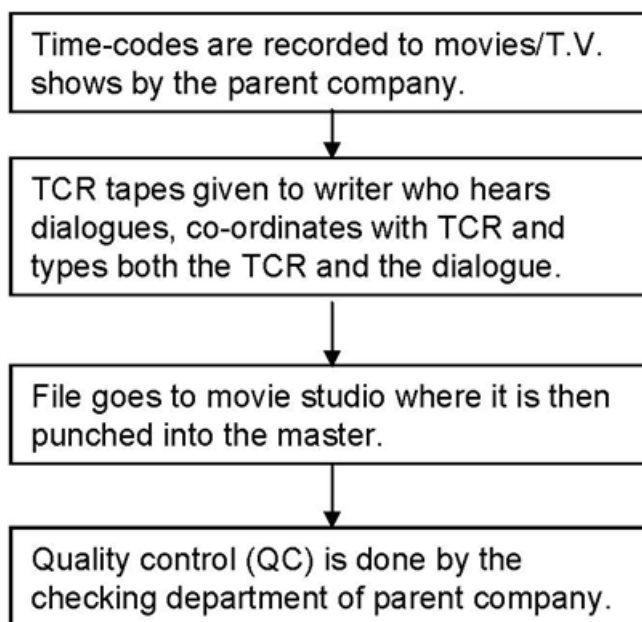 Time-codes are recorded to movies/T.V.
shows by the parent company.
TCR tapes given to writer who hears
dialogues, co-ordinates with TCR and
types both the TCR and the dialogue.
File goes to movie studio where it is then
punched into the master.
Quality control (QC) is done by the
checking department of parent company.